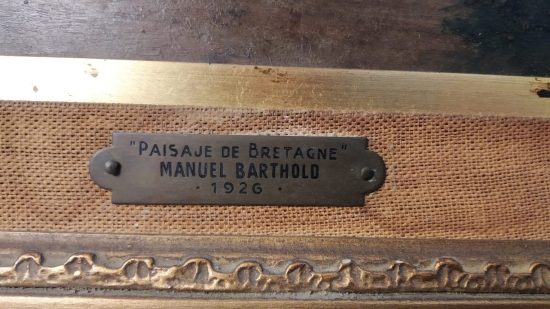 "PAISAJE DE BRETAGNE"
MANUEL BARTHOLD
· 1926 ·